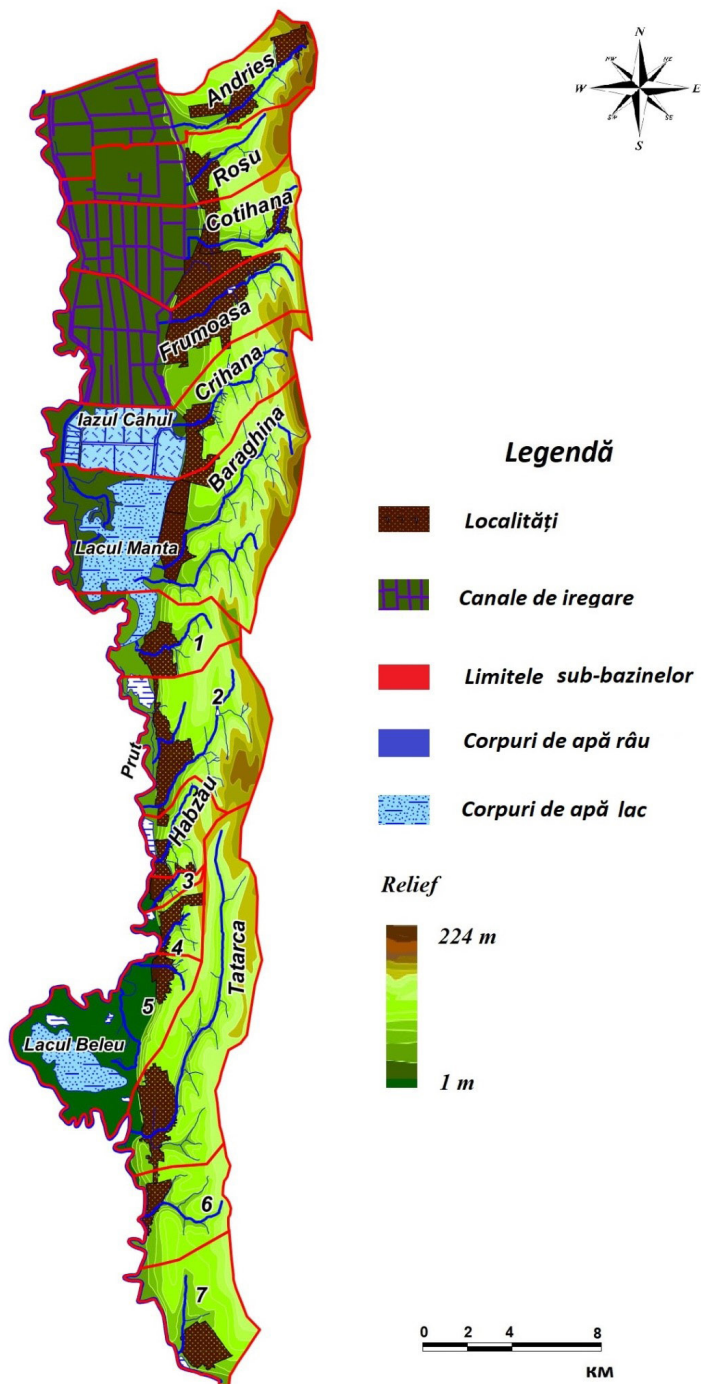 N
NW
NE
W
E
SW
SE
S
Andrieș
Roșu
Cotihana
Frumoasa
Crihana
Iazul Cahul
Baraghina
Lacul Manta
1
2
Prut
Habzău
3
4
Tatarca
5
Lacul Beleu
6
7
Legendă
Localități
Canale de iregare
Limitele sub-bazinelor
Corpuri de apă râu
Corpuri de apă lac
Relief
224 m
1 m
0 2 4 8
км